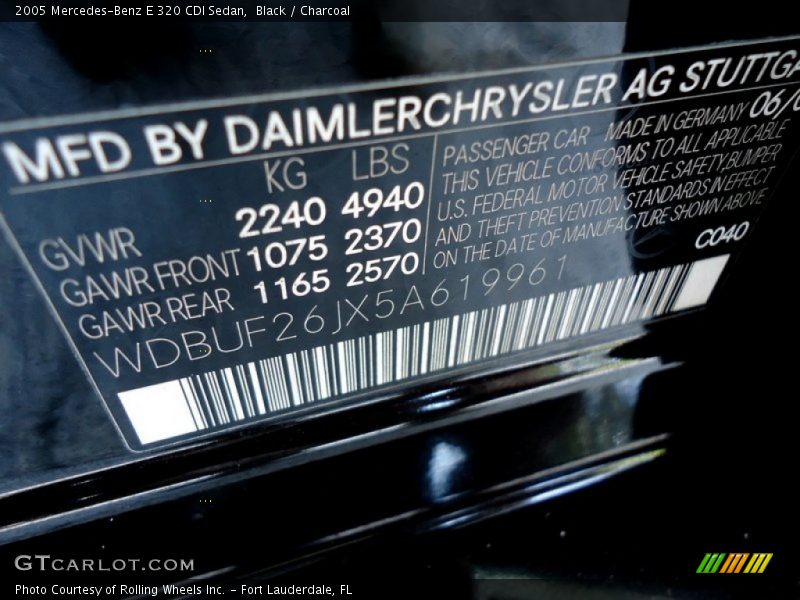 2005 Mercedes-Benz E 320 CDI Sedan,  Black / Charcoal
MFD BY DAIMLERCHRYSLER AG STUTTGA
06/
KG LBS
GVWR 2240 4940
GAWR FRONT 1075 2370
GAWR REAR 1165 2570
PASSENGER CAR MADE IN GERMANY
THIS VEHICLE CONFORMS TO ALL APPLICABLE
U.S. FEDERAL MOTOR VEHICLE SAFETY BUMPER
AND THEFT PREVENTION STANDARDS IN EFFECT
ON THE DATE OF MANUFACTURE SHOWN ABOVE
C040
WDBUF26JX5A619961
GTCARLOT.COM
Photo Courtesy of Rolling Wheels Inc. - Fort Lauderdale, FL